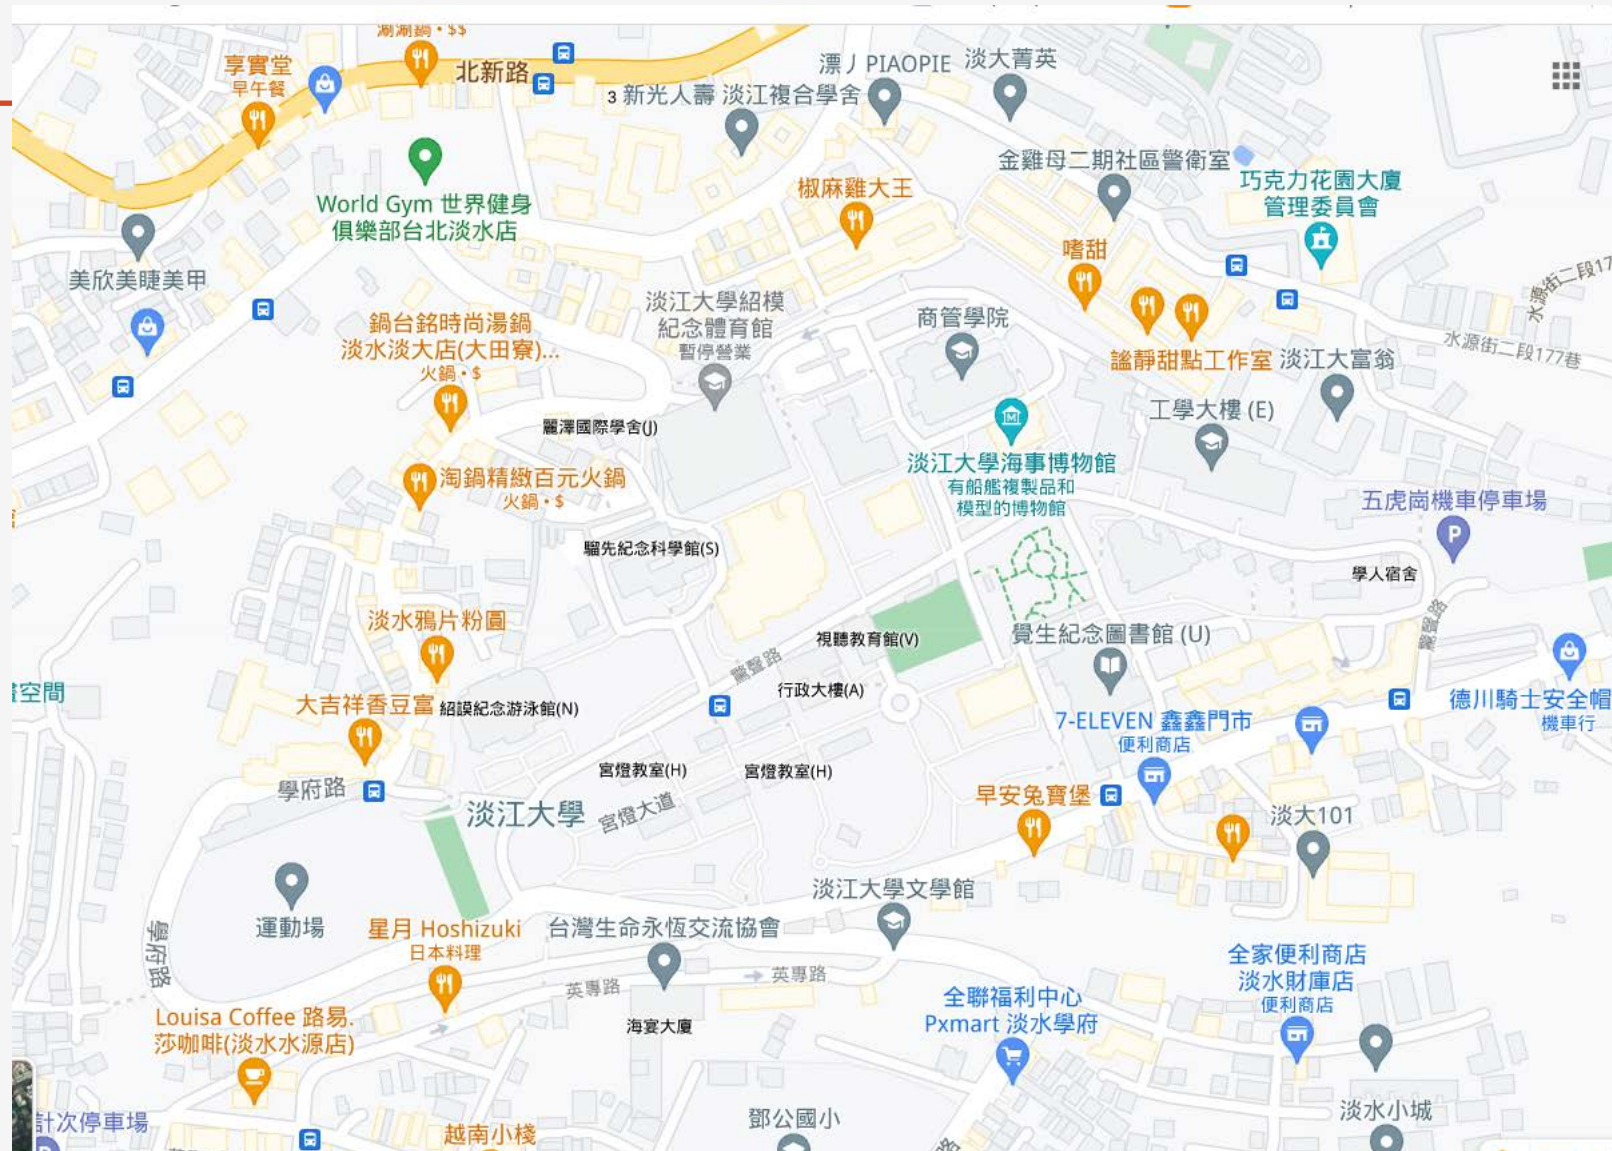 涮涮鍋・$$
享實堂
早午餐
北新路
漂丿PIAOPIE
淡大菁英
3 新光人壽 淡江複合學舍
金雞母二期社區警衛室
World Gym 世界健身
俱樂部台北淡水店
椒麻雞大王
巧克力花園大廈
管理委員會
美欣美睫美甲
嗜甜
水源街二段17
鍋台銘時尚湯鍋
淡水淡大店(大田寮)...
火鍋・$
淡江大學紹模
紀念體育館
暫停營業
商管學院
謐靜甜點工作室
淡江大富翁
水源街二段177巷
麗澤國際學舍(J)
工學大樓 (E)
淘鍋精緻百元火鍋
火鍋・$
淡江大學海事博物館
有船艦複製品和
模型的博物館
五虎崗機車停車場
P
騮先紀念科學館(S)
學人宿舍
淡水鴉片粉圓
視聽教育館(V)
覺生紀念圖書館 (U)
驚聲路
驚聲路
空間
大吉祥香豆富
紹謨紀念游泳館(N)
行政大樓(A)
7-ELEVEN 鑫鑫門市
便利商店
德川騎士安全帽
機車行
學府路
宮燈教室(H)
宮燈教室(H)
淡江大學
宮燈大道
早安兔寶堡
淡大101
運動場
學府路
星月 Hoshizuki
日本料理
台灣生命永恆交流協會
淡江大學文學館
英專路
英專路
全家便利商店
淡水財庫店
便利商店
Louisa Coffee 路易.
莎咖啡(淡水水源店)
海宴大廈
全聯福利中心
Pxmart 淡水學府
計次停車場
越南小棧
鄧公國小
路
淡水小城